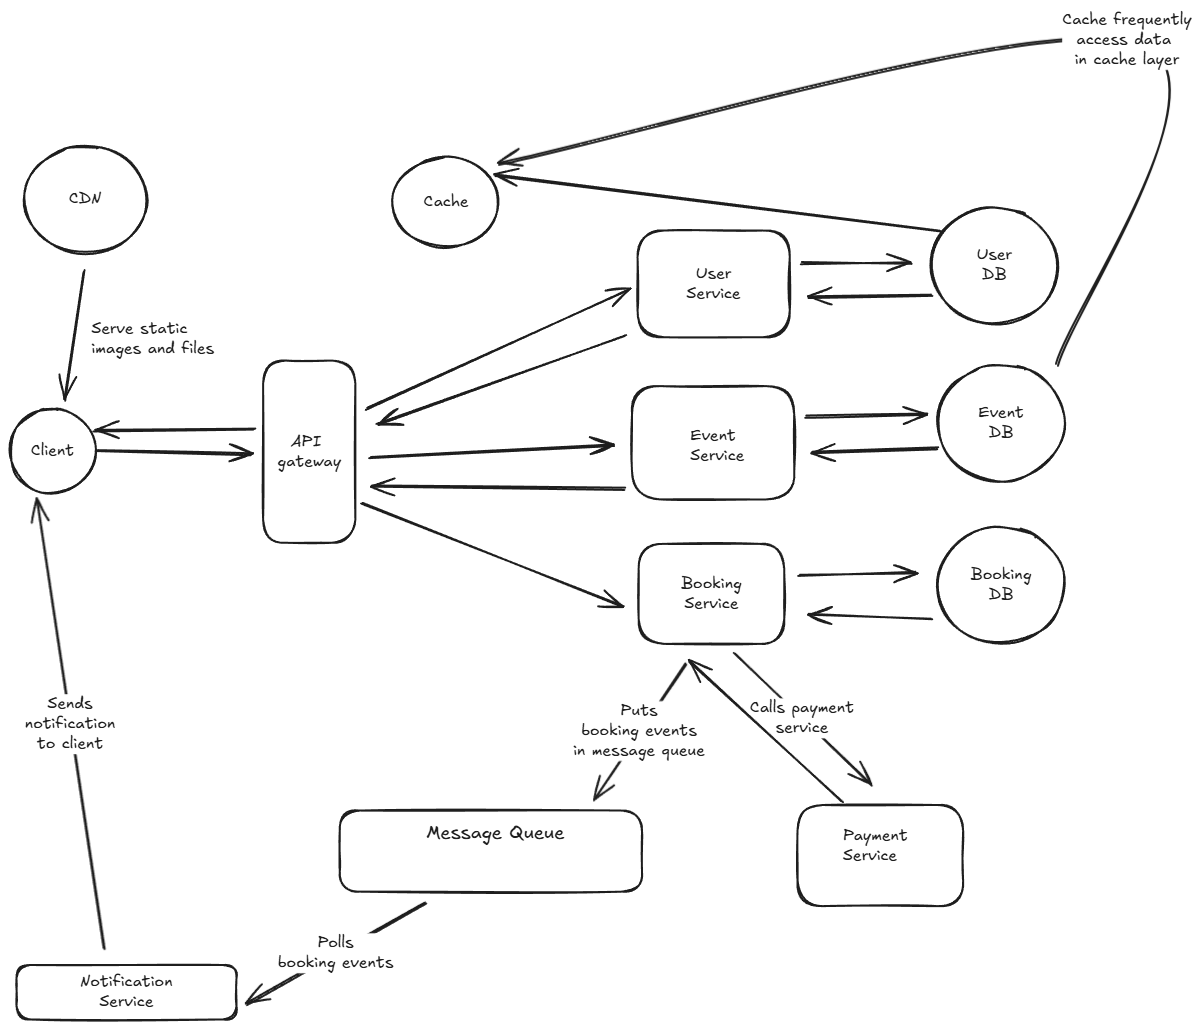 Cache frequently
access data
in cache layer
CDN
Cache
User
DB
User
Service
Serve static
images and files
Client
API
gateway
Event
Service
Event
DB
Booking
Service
Booking
DB
Sends
notification
to client
Puts
booking events
in message queue
Calls payment
service
Message Queue
Payment
Service
Polls
booking events
Notification
Service